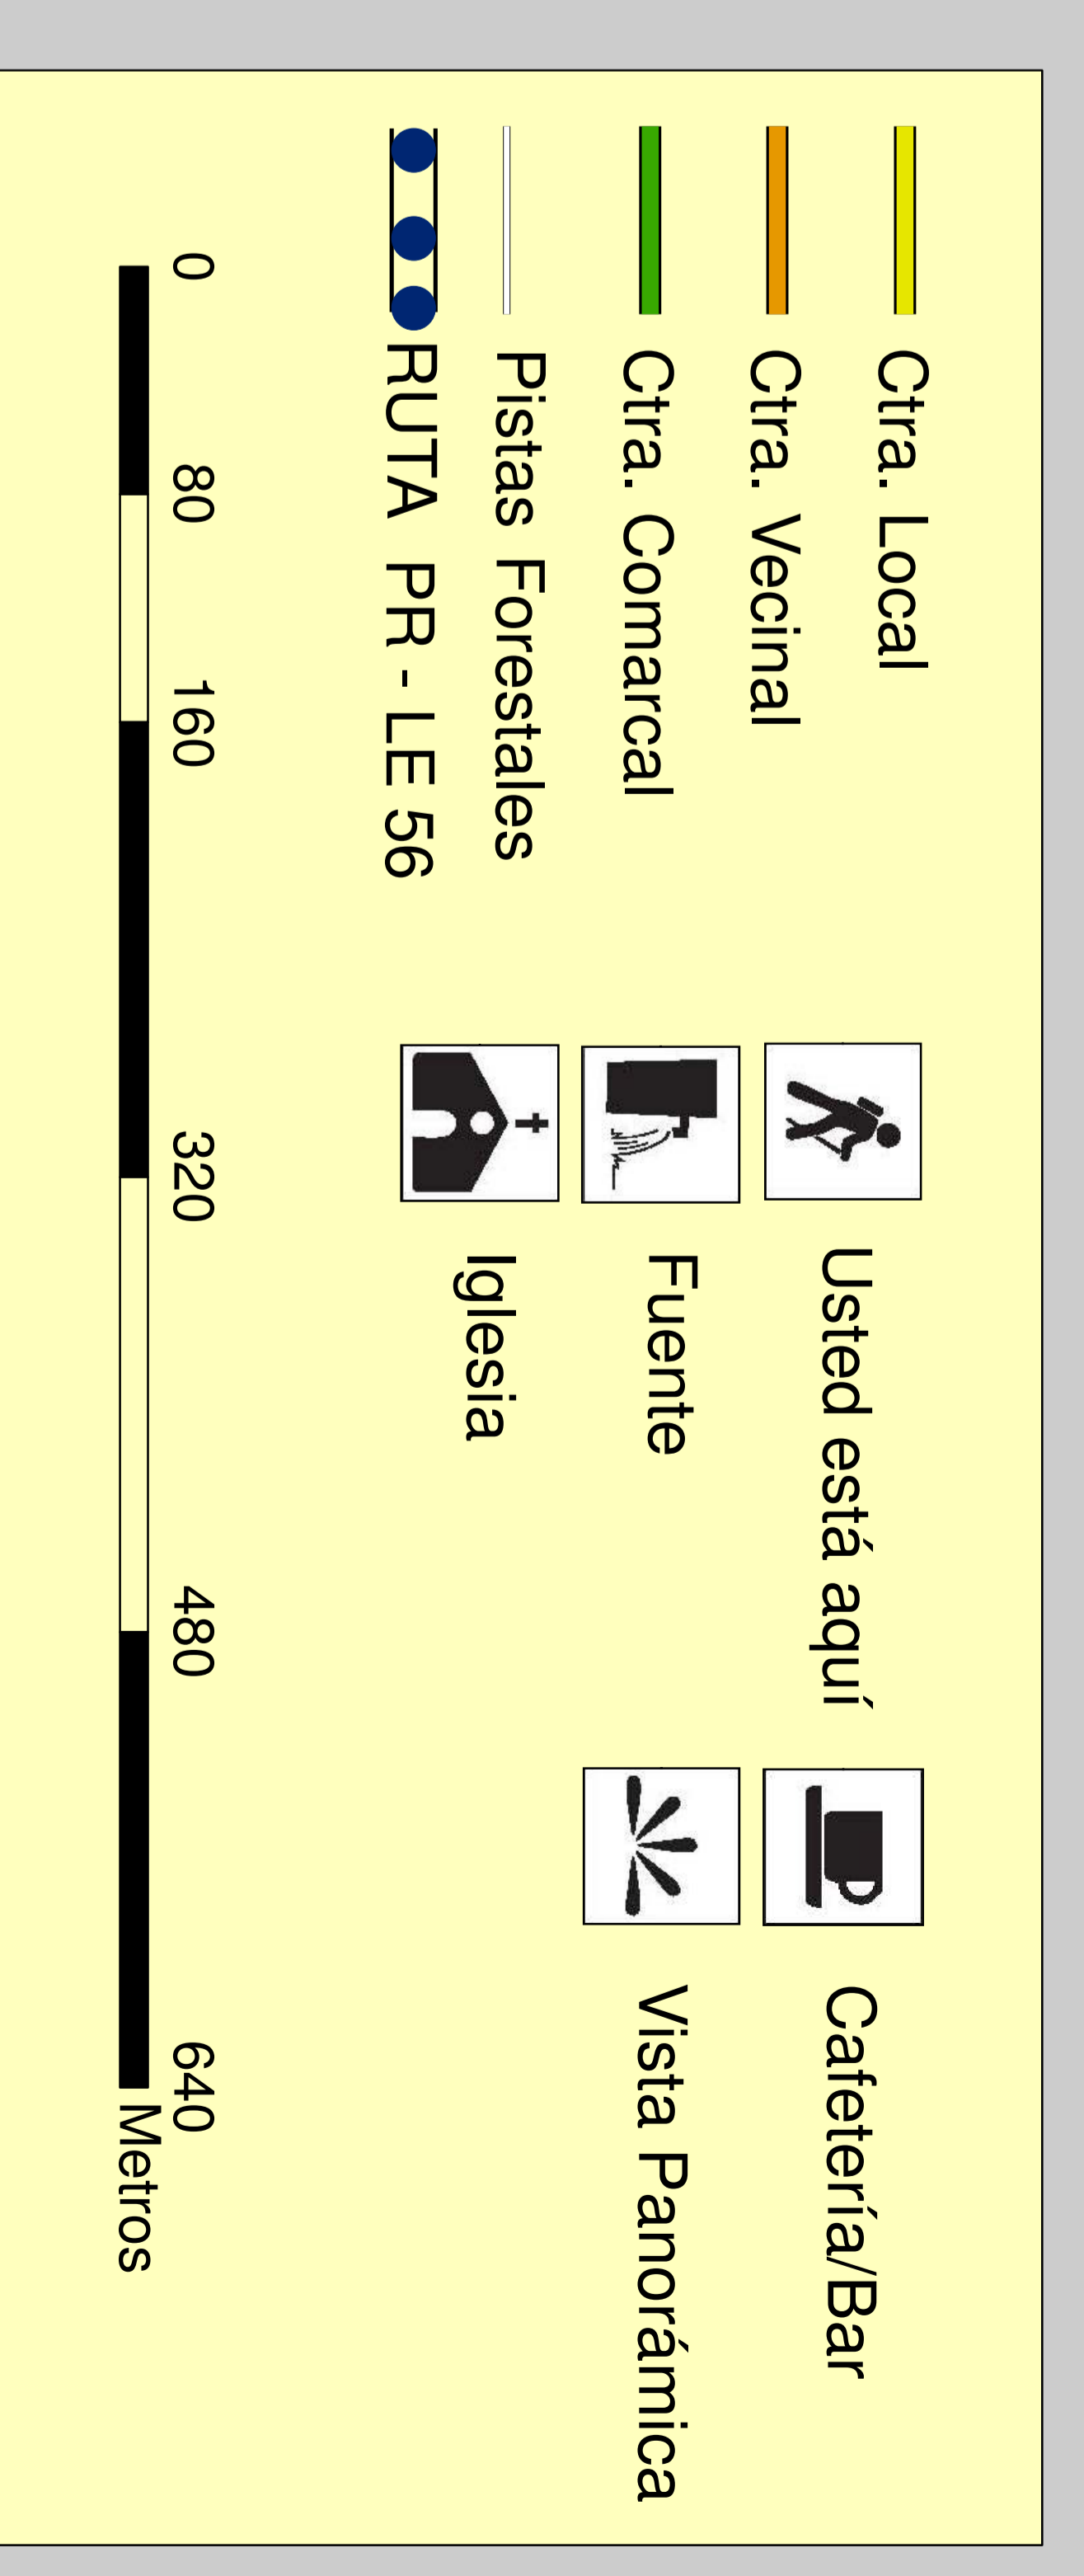 Ctra. Local
Ctra. Vecinal
Ctra. Comarcal
Pistas Forestales
RUTA PR - LE 56
Usted está aquí
Fuente
Iglesia
Cafetería/Bar
Vista Panorámica
0 80 160 320 480 640
Metros